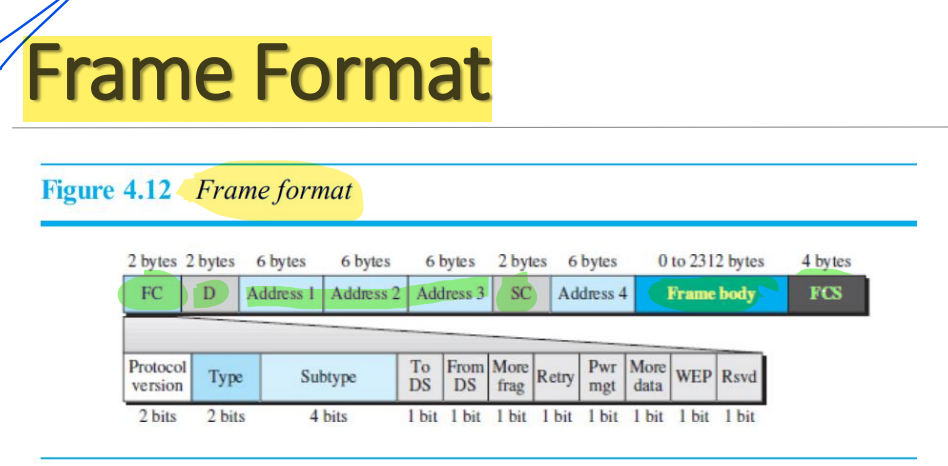 Frame Format
Figure 4.12 Frame format
2 bytes 2 bytes 6 bytes 6 bytes 6 bytes 2 bytes 6 bytes 0 to 2312 bytes 4 bytes
FC D Address 1 Address 2 Address 3 SC Address 4 Frame body FCS
Protocol version Type Subtype To DS From DS More frag Retry Pwr mgt More data WEP Rsvd
2 bits 2 bits 4 bits 1 bit 1 bit 1 bit 1 bit 1 bit 1 bit 1 bit 1 bit